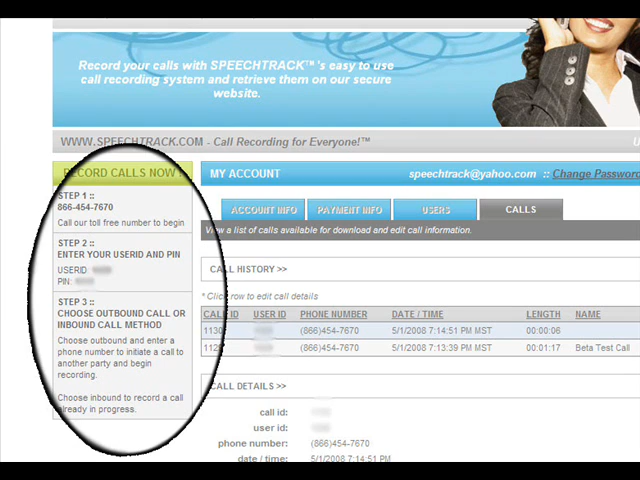 Record your calls with SPEECHTRACK™ 's easy to use
call recording system and retrieve them on our secure
website.
WWW.SPEECHTRACK.COM - Call Recording for Everyone!™
RECORD CALLS NOW
STEP 1 ::
866-454-7670
Call our toll free number to begin
STEP 2 ::
ENTER YOUR USERID AND PIN
USERID:
PIN:
STEP 3 ::
CHOOSE OUTBOUND CALL OR
INBOUND CALL METHOD
Choose outbound and enter a
phone number to initiate a call to
another party and begin
recording.
Choose inbound to record a call
already in progress.
MY ACCOUNT speechtrack@yahoo.com :: Change Password
ACCOUNT INFO PAYMENT INFO USERS CALLS
View a list of calls available for download and edit call information.
CALL HISTORY >>
* Click row to edit call details
CALL ID USER ID PHONE NUMBER DATE / TIME LENGTH NAME
1130 (866)454-7670 5/1/2008 7:14:51 PM MST 00:00:06
(866)454-7670 5/1/2008 7:13:39 PM MST 00:01:17 Beta Test Call
CALL DETAILS >>
call id:
user id:
phone number: (866)454-7670
date / time: 5/1/2008 7:14:51 PM